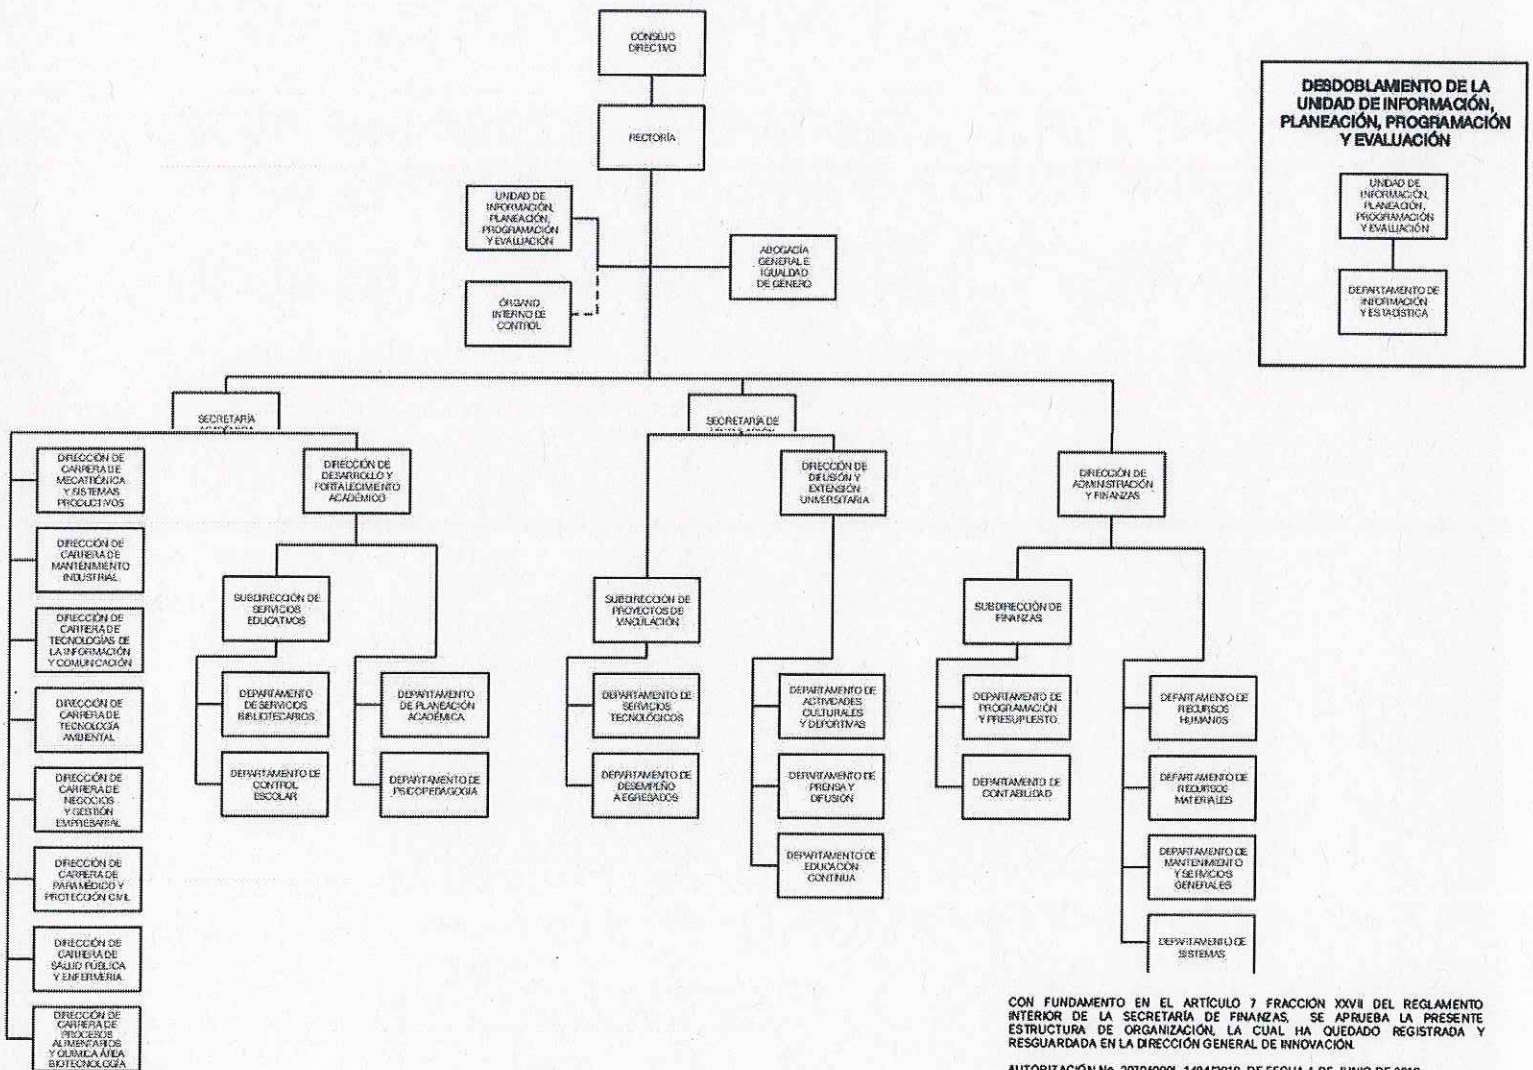 CONSEJO
DIRECTIVO
RECTORÍA
UNIDAD DE
INFORMACIÓN,
PLANEACIÓN,
PROGRAMACIÓN
Y EVALUACIÓN
ABOGACÍA
GENERAL E
IGUALDAD
DE GÉNERO
ÓRGANO
INTERNO DE
CONTROL
DESDOBLAMIENTO DE LA
UNIDAD DE INFORMACIÓN,
PLANEACIÓN, PROGRAMACIÓN
Y EVALUACIÓN
UNIDAD DE
INFORMACIÓN,
PLANEACIÓN,
PROGRAMACIÓN
Y EVALUACIÓN
DEPARTAMENTO DE
INFORMACIÓN
Y ESTADÍSTICA
SECRETARÍA
SECRETARÍA DE
DIRECCIÓN DE
CARRERA DE
MECATRÓNICA
Y SISTEMAS
PRODUCTIVOS
DIRECCIÓN DE
CARRERA DE
MANTENIMIENTO
INDUSTRIAL
DIRECCIÓN DE
CARRERA DE
TECNOLOGÍAS DE
LA INFORMACIÓN
Y COMUNICACIÓN
DIRECCIÓN DE
CARRERA DE
TECNOLOGÍA
AMBIENTAL
DIRECCIÓN DE
CARRERA DE
NEGOCIOS
Y GESTIÓN
EMPRESARIAL
DIRECCIÓN DE
CARRERA DE
PARAMÉDICO Y
PROTECCIÓN CIVIL
DIRECCIÓN DE
CARRERA DE
SALUD PÚBLICA
Y ENFERMERÍA
DIRECCIÓN DE
CARRERA DE
PROCESOS
ALIMENTARIOS
Y QUÍMICA ÁREA
BIOTECNOLOGÍA
DIRECCIÓN DE
DESARROLLO Y
FORTALECIMIENTO
ACADÉMICO
SUBDIRECCIÓN DE
SERVICIOS
EDUCATIVOS
DEPARTAMENTO
DE SERVICIOS
BIBLIOTECARIOS
DEPARTAMENTO DE
CONTROL
ESCOLAR
DEPARTAMENTO
DE PLANEACIÓN
ACADÉMICA
DEPARTAMENTO DE
PSICOPEDAGOGÍA
DIRECCIÓN DE
DIFUSIÓN Y
EXTENSIÓN
UNIVERSITARIA
SUBDIRECCIÓN DE
PROYECTOS DE
VINCULACIÓN
DEPARTAMENTO DE
SERVICIOS
TECNOLÓGICOS
DEPARTAMENTO DE
DESEMPEÑO
A EGRESADOS
DEPARTAMENTO DE
ACTIVIDADES
CULTURALES
Y DEPORTIVAS
DEPARTAMENTO DE
PRENSA Y
DIFUSIÓN
DEPARTAMENTO DE
EDUCACIÓN
CONTINUA
DIRECCIÓN DE
ADMINISTRACIÓN
Y FINANZAS
SUBDIRECCIÓN DE
FINANZAS
DEPARTAMENTO DE
PROGRAMACIÓN
Y PRESUPUESTO
DEPARTAMENTO DE
CONTABILIDAD
DEPARTAMENTO DE
RECURSOS
HUMANOS
DEPARTAMENTO DE
RECURSOS
MATERIALES
DEPARTAMENTO DE
MANTENIMIENTO
Y SERVICIOS
GENERALES
DEPARTAMENTO DE
SISTEMAS
CON FUNDAMENTO EN EL ARTÍCULO 7 FRACCIÓN XXVII DEL REGLAMENTO
INTERIOR DE LA SECRETARÍA DE FINANZAS, SE APRUEBA LA PRESENTE
ESTRUCTURA DE ORGANIZACIÓN, LA CUAL HA QUEDADO REGISTRADA Y
RESGUARDADA EN LA DIRECCIÓN GENERAL DE INNOVACIÓN.